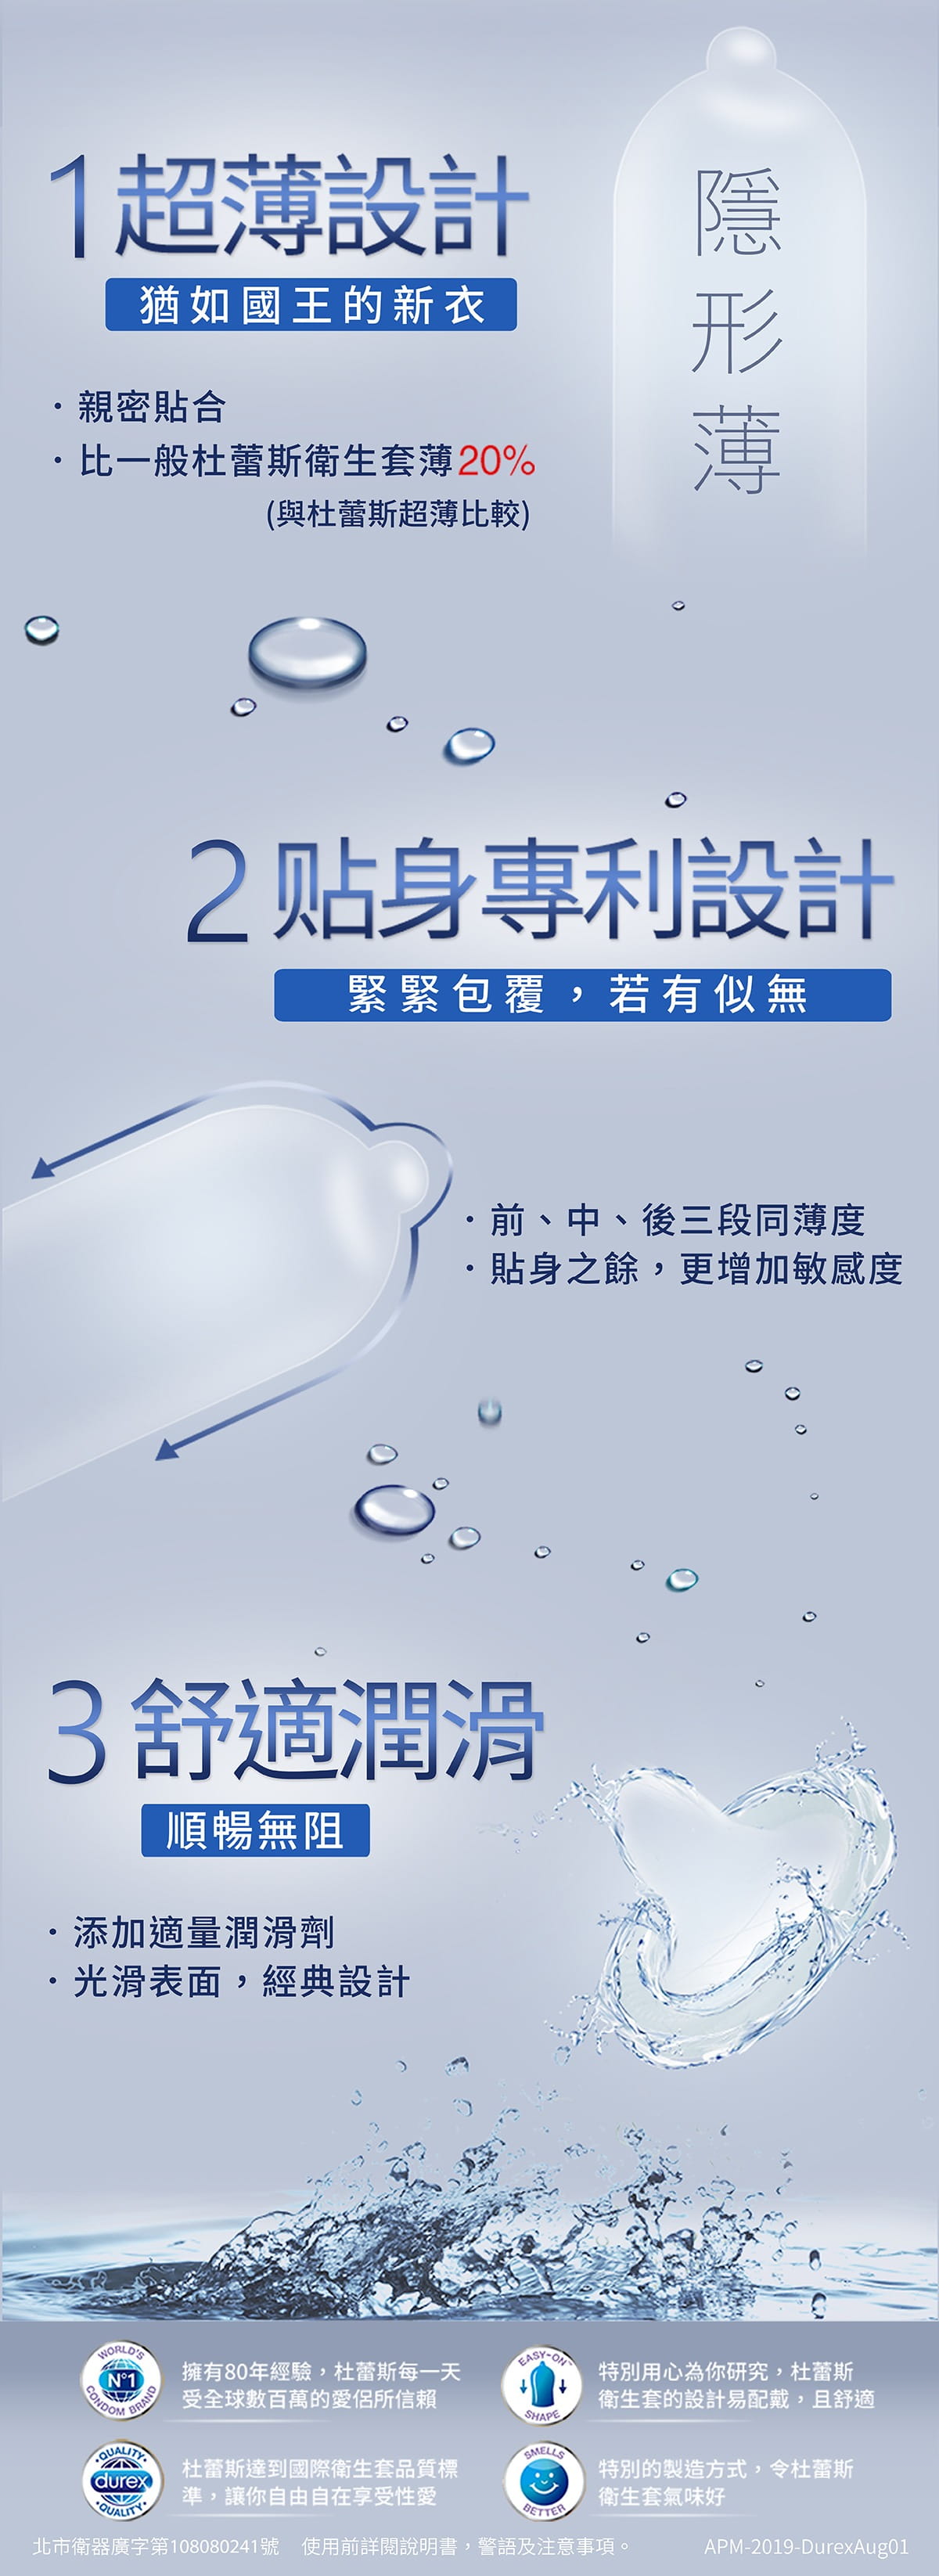 1超薄設計
猶如國王的新衣
隱
形
薄
· 親密貼合
· 比一般杜蕾斯衛生套薄20%
(與杜蕾斯超薄比較)
2贴身專利設計
緊緊包覆，若有似無
· 前、中、後三段同薄度
· 貼身之餘，更增加敏感度
3舒適潤滑
順暢無阻
· 添加適量潤滑劑
· 光滑表面，經典設計
WORLD'S
N°1
CONDOM BRAND
擁有80年經驗，杜蕾斯每一天
受全球數百萬的愛侶所信賴
EASY-ON™
SHAPE
特別用心為你研究，杜蕾斯
衛生套的設計易配戴，且舒適
·QUALITY·
durex
·QUALITY·
杜蕾斯達到國際衛生套品質標
準，讓你自由自在享受性愛
SMELLS
BETTER
特別的製造方式，令杜蕾斯
衛生套氣味好
北市衛器廣字第108080241號 使用前詳閱說明書，警語及注意事項。 APM-2019-DurexAug01